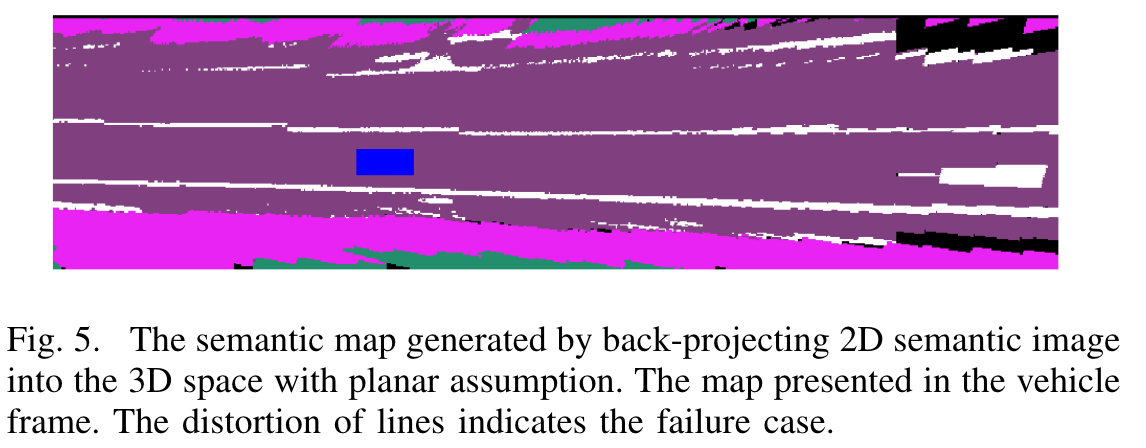 Fig. 5. The semantic map generated by back-projecting 2D semantic image
into the 3D space with planar assumption. The map presented in the vehicle
frame. The distortion of lines indicates the failure case.